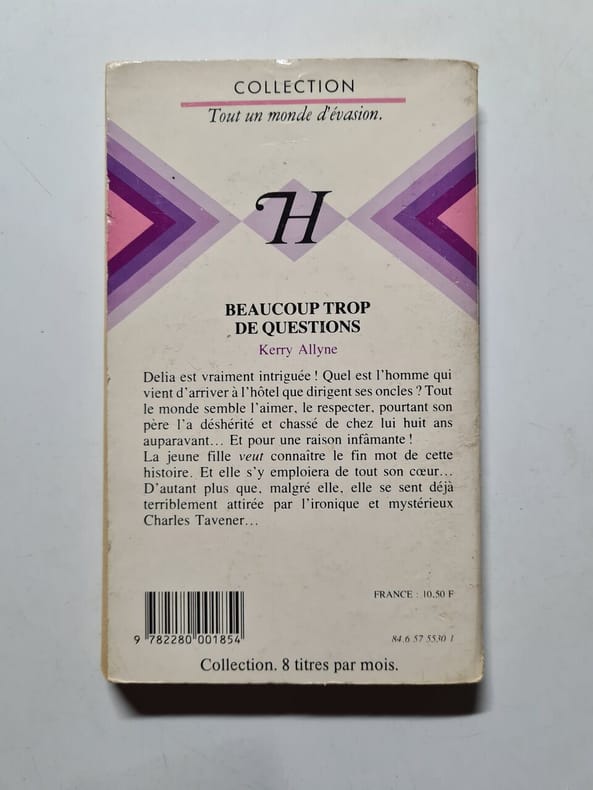 COLLECTION
Tout un monde d'évasion.
H
BEAUCOUP TROP
DE QUESTIONS
Kerry Allyne
Delia est vraiment intriguée ! Quel est l'homme qui
vient d'arriver à l'hôtel que dirigent ses oncles ? Tout
le monde semble l'aimer, le respecter, pourtant son
père l'a déshérité et chassé de chez lui huit ans
auparavant... Et pour une raison infâmante !
La jeune fille veut connaître le fin mot de cette
histoire. Et elle s'y emploiera de tout son cœur...
D'autant plus que, malgré elle, elle se sent déjà
terriblement attirée par l'ironique et mystérieux
Charles Tavener...
FRANCE : 10,50 F
9 782280 001854
84.6 57 5530 1
Collection. 8 titres par mois.